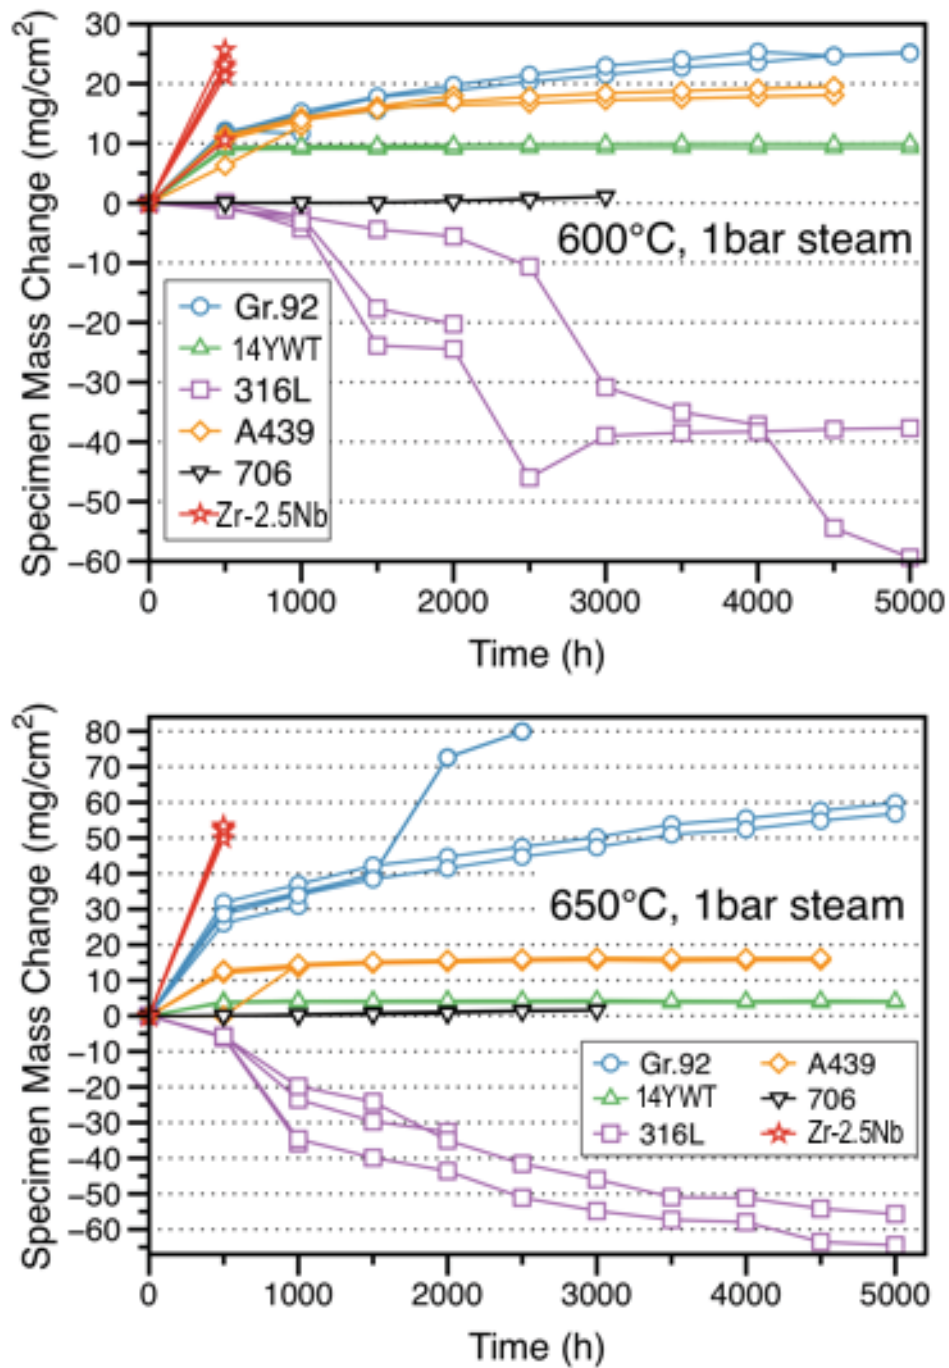 Specimen Mass Change (mg/cm²)
30
20
10
0
−10
−20
−30
−40
−50
−60
600°C, 1bar steam
Gr.92
14YWT
316L
A439
706
Zr-2.5Nb
0 1000 2000 3000 4000 5000
Time (h)
Specimen Mass Change (mg/cm²)
80
70
60
50
40
30
20
10
0
−10
−20
−30
−40
−50
−60
650°C, 1bar steam
Gr.92 A439
14YWT 706
316L Zr-2.5Nb
0 1000 2000 3000 4000 5000
Time (h)